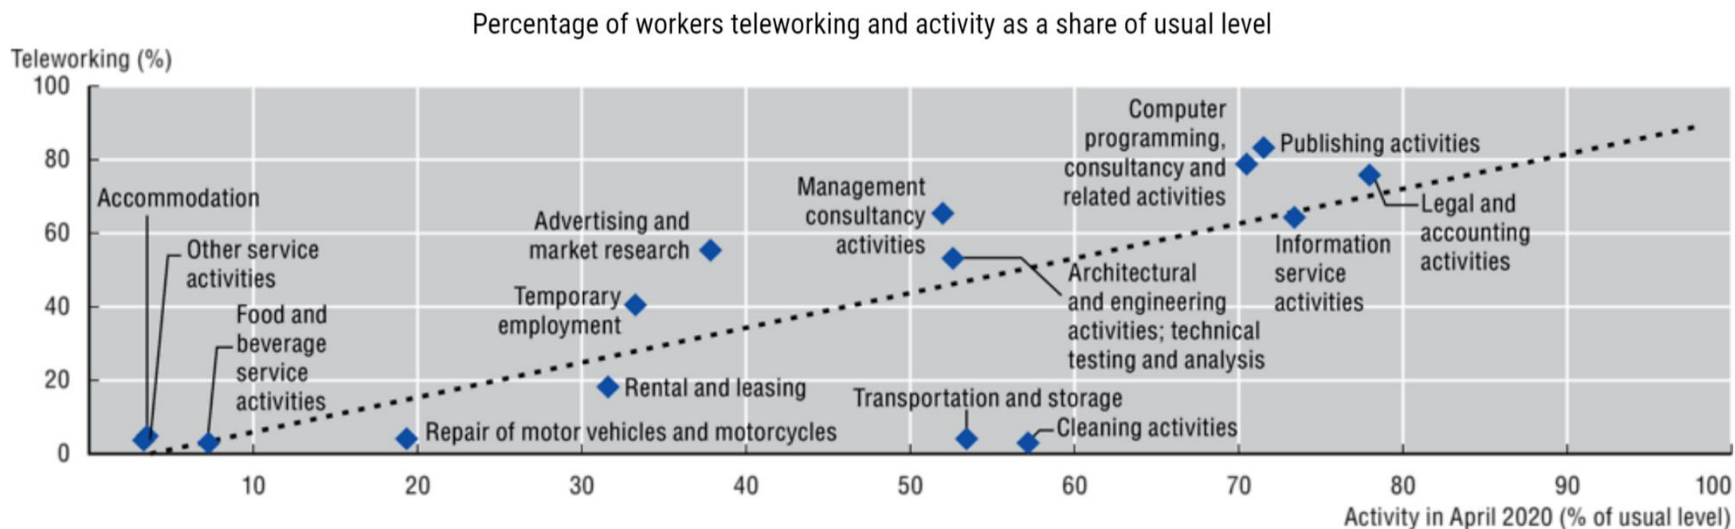 Percentage of workers teleworking and activity as a share of usual level
Teleworking (%)
100
80
60
40
20
0
Accommodation
Other service
activities
Food and
beverage
service
activities
Repair of motor vehicles and motorcycles
Rental and leasing
Temporary
employment
Advertising and
market research
Management
consultancy
activities
Architectural
and engineering
activities; technical
testing and analysis
Transportation and storage
Cleaning activities
Computer
programming,
consultancy and
related activities
Publishing activities
Legal and
accounting
activities
Information
service
activities
10
20
30
40
50
60
70
80
90
100
Activity in April 2020 (% of usual level)